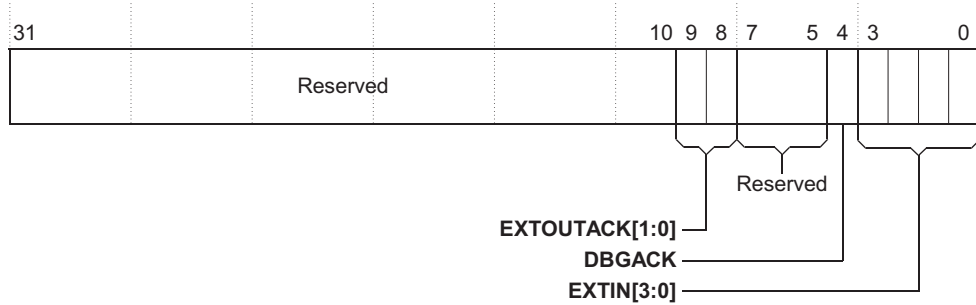 31 10 9 8 7 5 4 3 0
Reserved
Reserved
EXTOUTACK[1:0]
DBGACK
EXTIN[3:0]